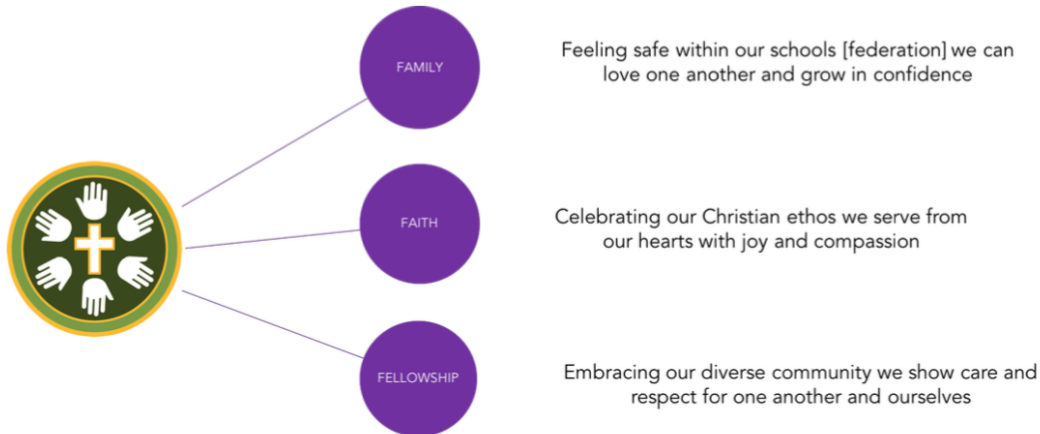 FAMILY
Feeling safe within our schools [federation] we can
love one another and grow in confidence
FAITH
Celebrating our Christian ethos we serve from
our hearts with joy and compassion
FELLOWSHIP
Embracing our diverse community we show care and
respect for one another and ourselves